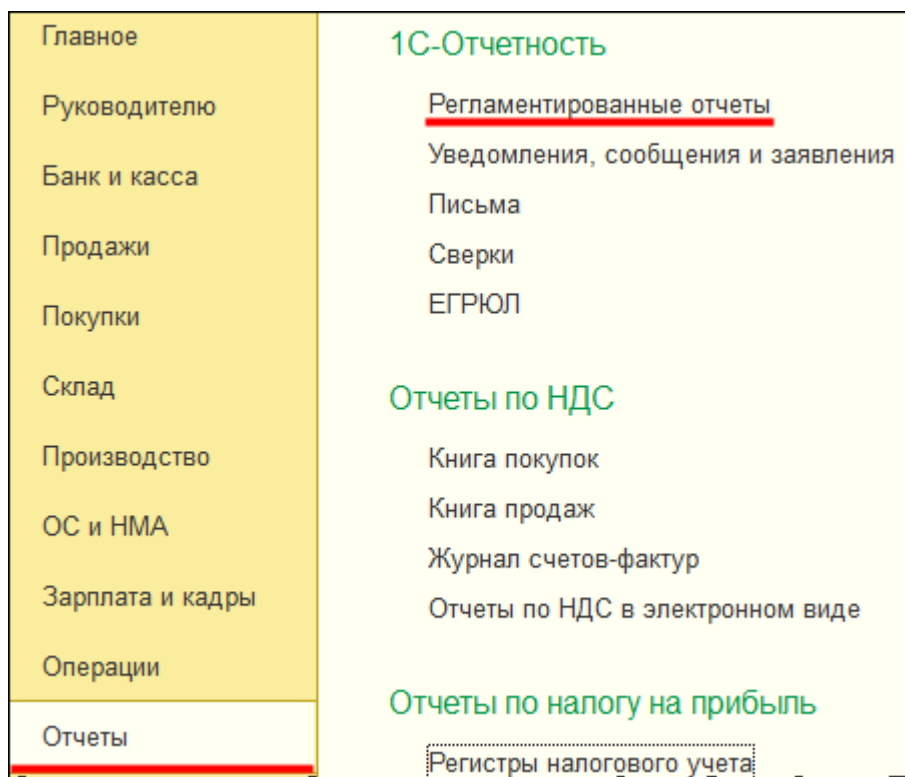 Главное
Руководителю
Банк и касса
Продажи
Покупки
Склад
Производство
ОС и НМА
Зарплата и кадры
Операции
Отчеты
1С-Отчетность
Регламентированные отчеты
Уведомления, сообщения и заявления
Письма
Сверки
ЕГРЮЛ
Отчеты по НДС
Книга покупок
Книга продаж
Журнал счетов-фактур
Отчеты по НДС в электронном виде
Отчеты по налогу на прибыль
Регистры налогового учета